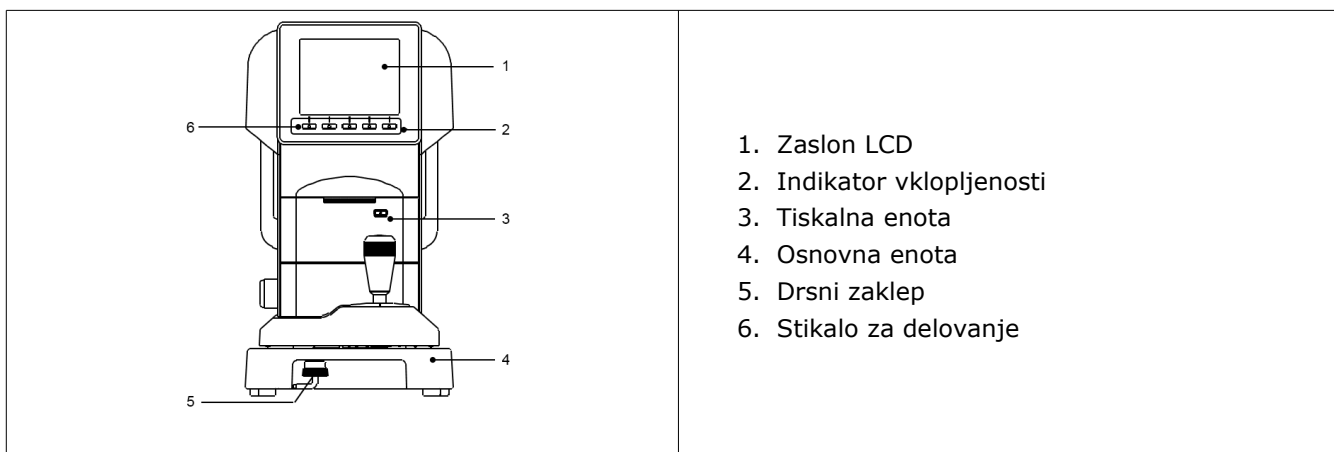 1
6
2
3
4
5
1. Zaslon LCD
2. Indikator vklopljenosti
3. Tiskalna enota
4. Osnovna enota
5. Drsni zaklep
6. Stikalo za delovanje